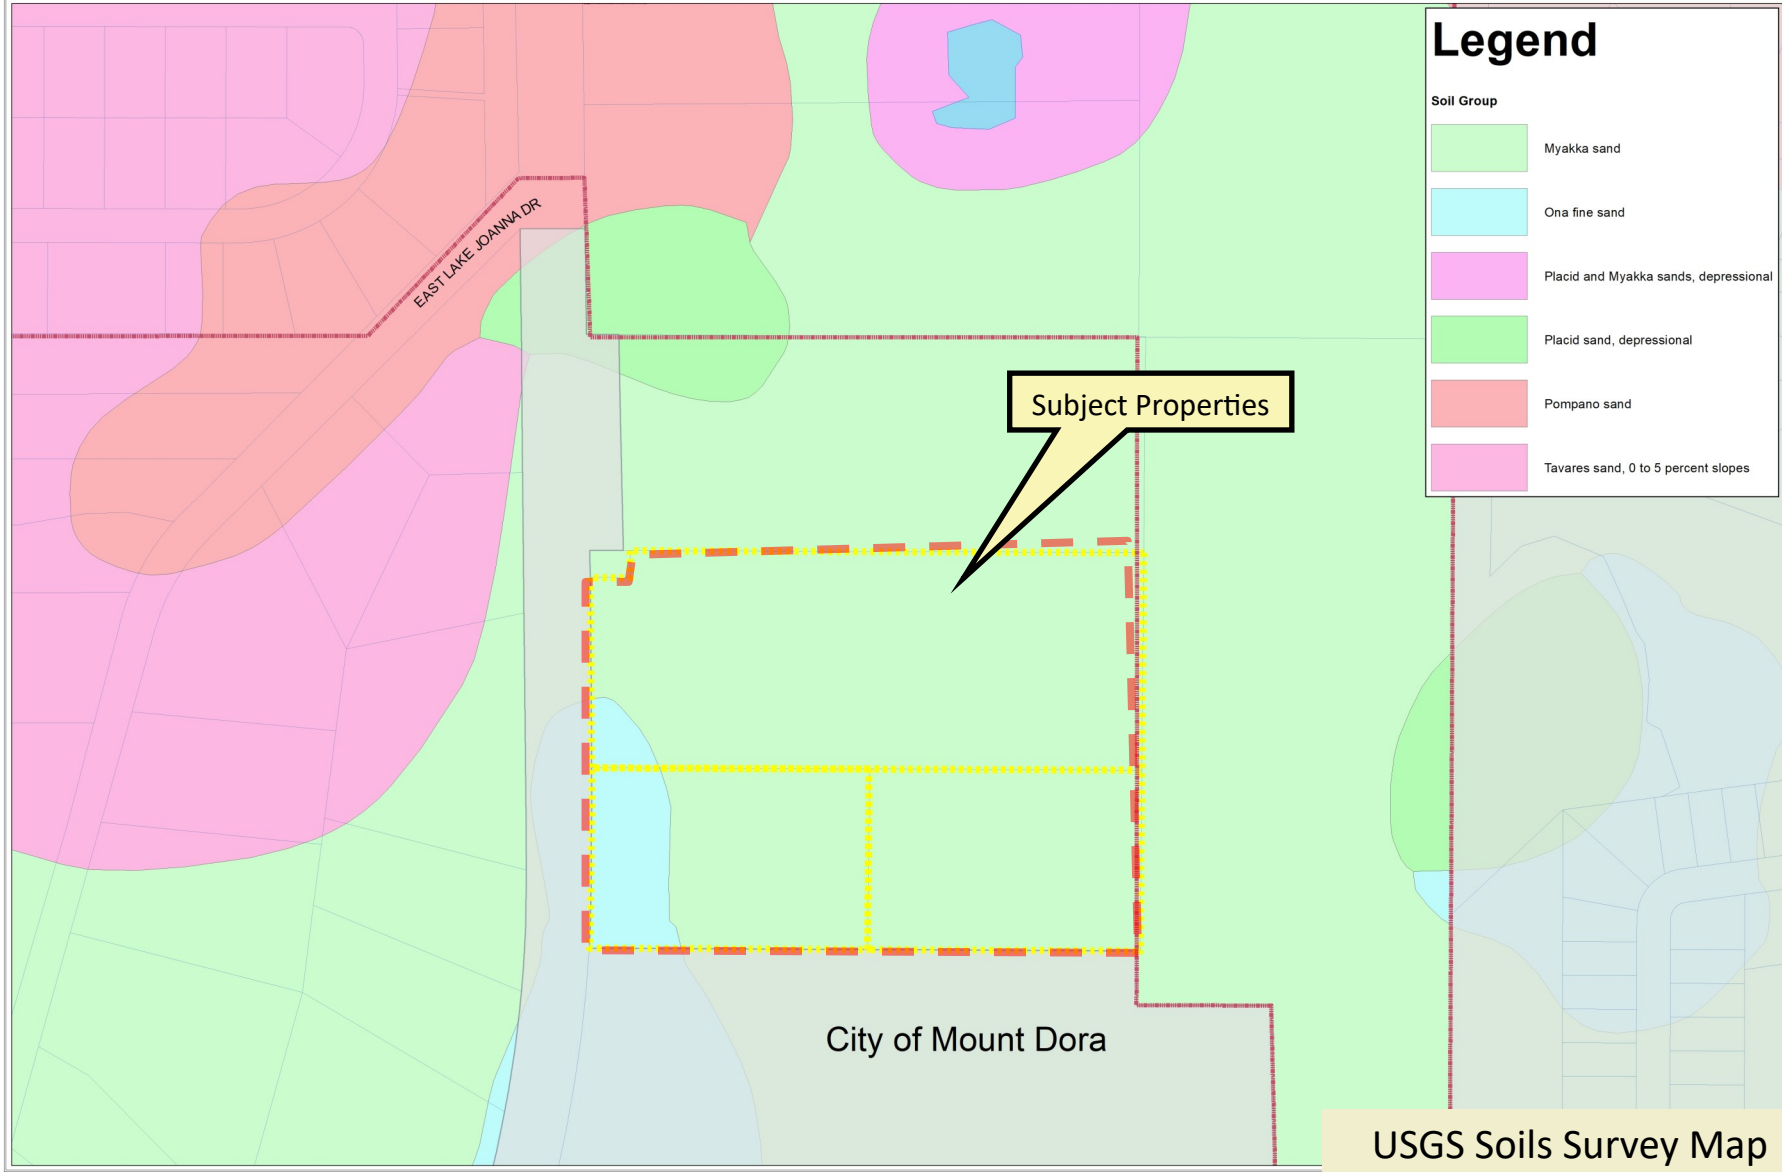 Legend
Soil Group
Myakka sand
Ona fine sand
Placid and Myakka sands, depressional
Placid sand, depressional
Pompano sand
Tavares sand, 0 to 5 percent slopes
EAST LAKE JOANNA DR
Subject Properties
City of Mount Dora
USGS Soils Survey Map